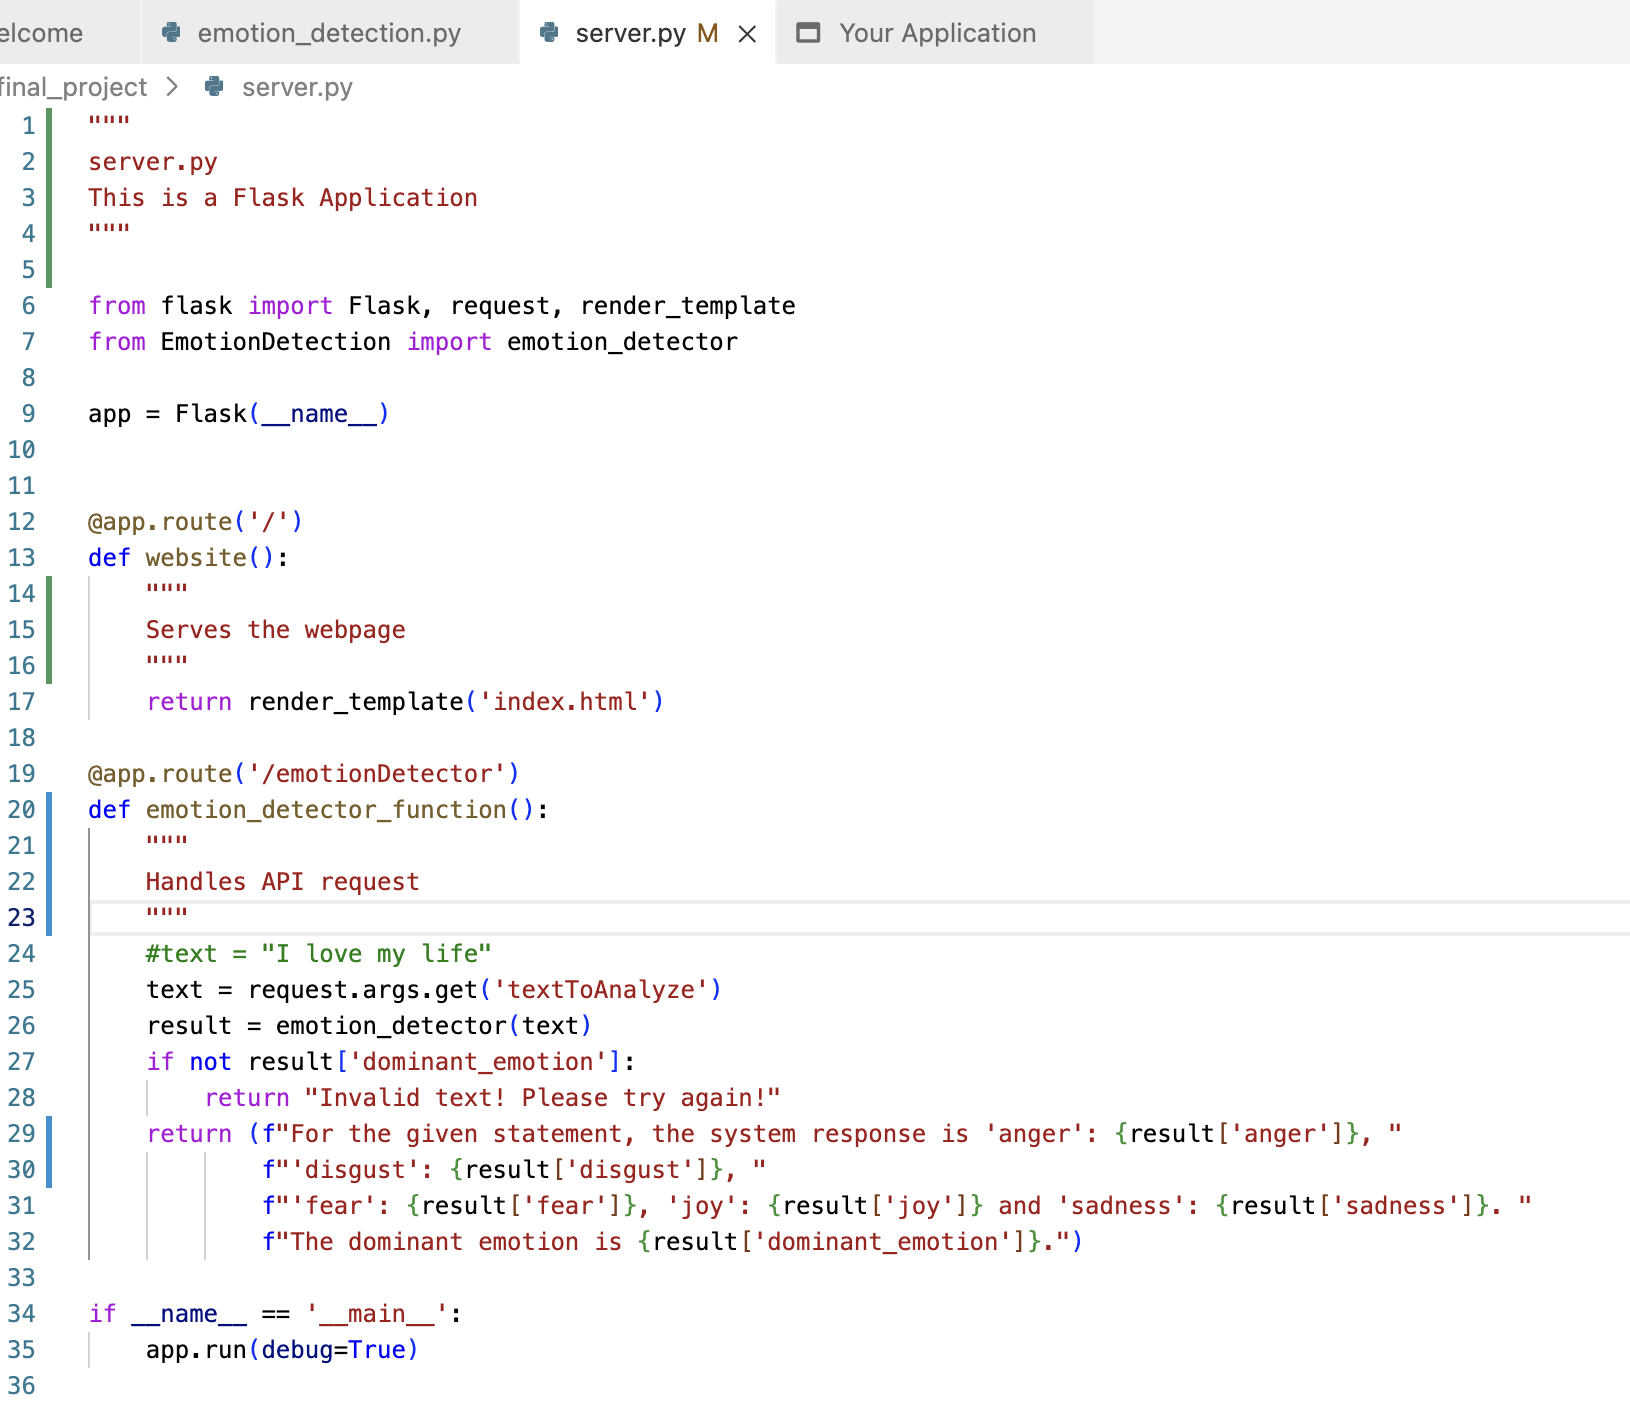 elcome emotion_detection.py server.py M Your Application
final_project > server.py
1 """
2 server.py
3 This is a Flask Application
4 """
5
6 from flask import Flask, request, render_template
7 from EmotionDetection import emotion_detector
8
9 app = Flask(__name__)
10
11
12 @app.route('/')
13 def website():
14     """
15     Serves the webpage
16     """
17     return render_template('index.html')
18
19 @app.route('/emotionDetector')
20 def emotion_detector_function():
21     """
22     Handles API request
23     """
24     #text = "I love my life"
25     text = request.args.get('textToAnalyze')
26     result = emotion_detector(text)
27     if not result['dominant_emotion']:
28         return "Invalid text! Please try again!"
29     return (f"For the given statement, the system response is 'anger': {result['anger']}, "
30             f"'disgust': {result['disgust']}, "
31             f"'fear': {result['fear']}, 'joy': {result['joy']} and 'sadness': {result['sadness']}. "
32             f"The dominant emotion is {result['dominant_emotion']}.")
33
34 if __name__ == '__main__':
35     app.run(debug=True)
36